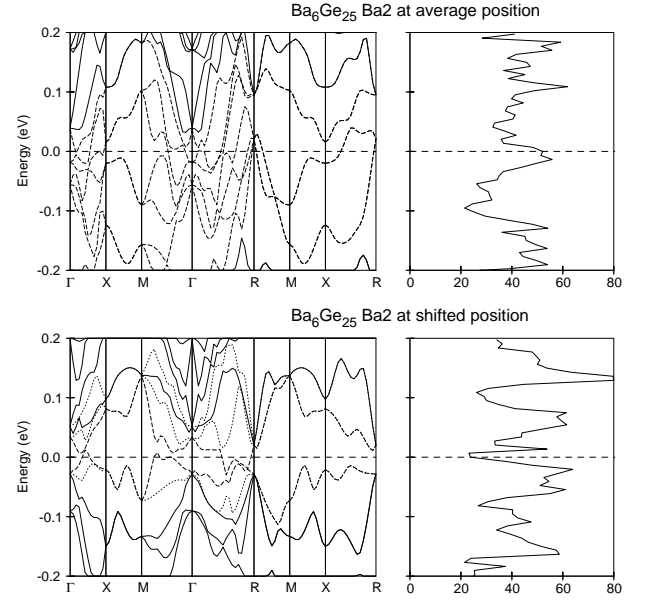 Ba6Ge25 Ba2 at average position
Energy (eV)
0.2
0.1
0.0
-0.1
-0.2
Γ X M Γ R M X R
0 20 40 60 80
Ba6Ge25 Ba2 at shifted position
Energy (eV)
0.2
0.1
0.0
-0.1
-0.2
Γ X M Γ R M X R
0 20 40 60 80